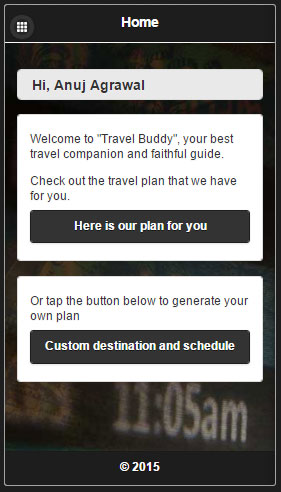 Home
Hi, Anuj Agrawal
Welcome to "Travel Buddy", your best
travel companion and faithful guide.
Check out the travel plan that we have
for you.
Here is our plan for you
Or tap the button below to generate your
own plan
Custom destination and schedule
11:05am
© 2015